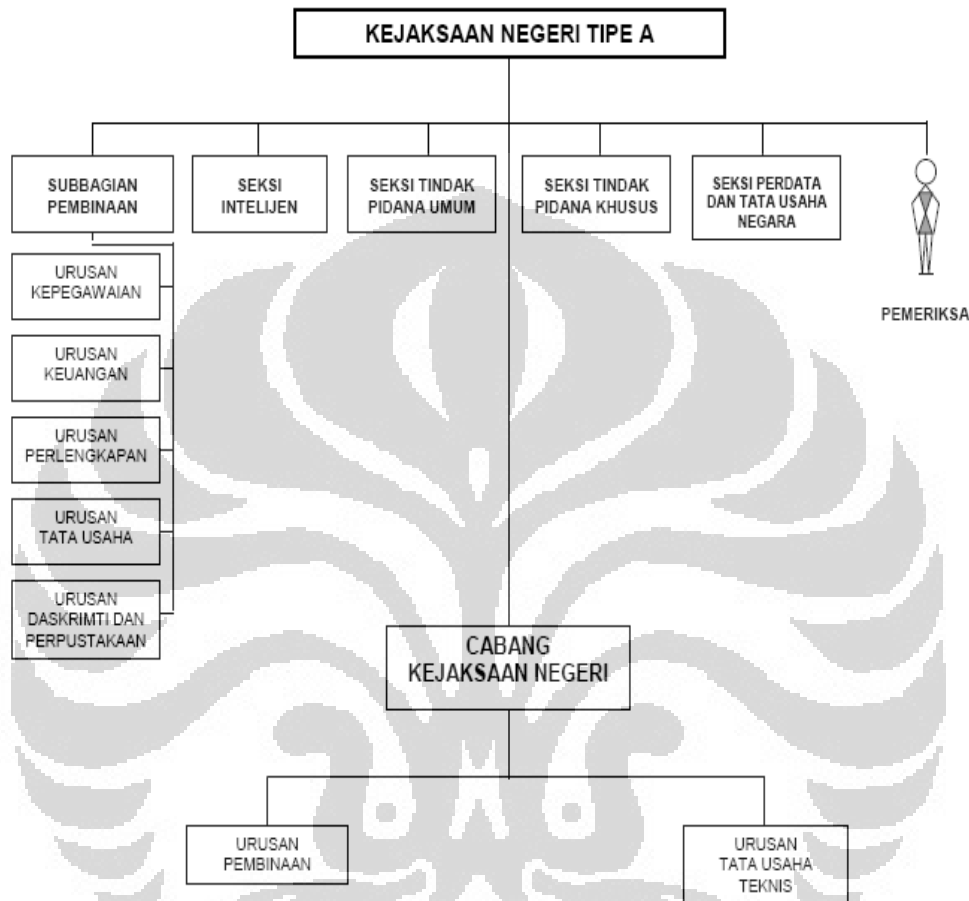 KEJAKSAAN NEGERI TIPE A
SUBBAGIAN
PEMBINAAN
SEKSI
INTELIJEN
SEKSI TINDAK
PIDANA UMUM
SEKSI TINDAK
PIDANA KHUSUS
SEKSI PERDATA
DAN TATA USAHA
NEGARA
PEMERIKSA
URUSAN
KEPEGAWAIAN
URUSAN
KEUANGAN
URUSAN
PERLENGKAPAN
URUSAN
TATA USAHA
URUSAN
DASKRIMTI DAN
PERPUSTAKAAN
CABANG
KEJAKSAAN NEGERI
URUSAN
PEMBINAAN
URUSAN
TATA USAHA
TEKNIS